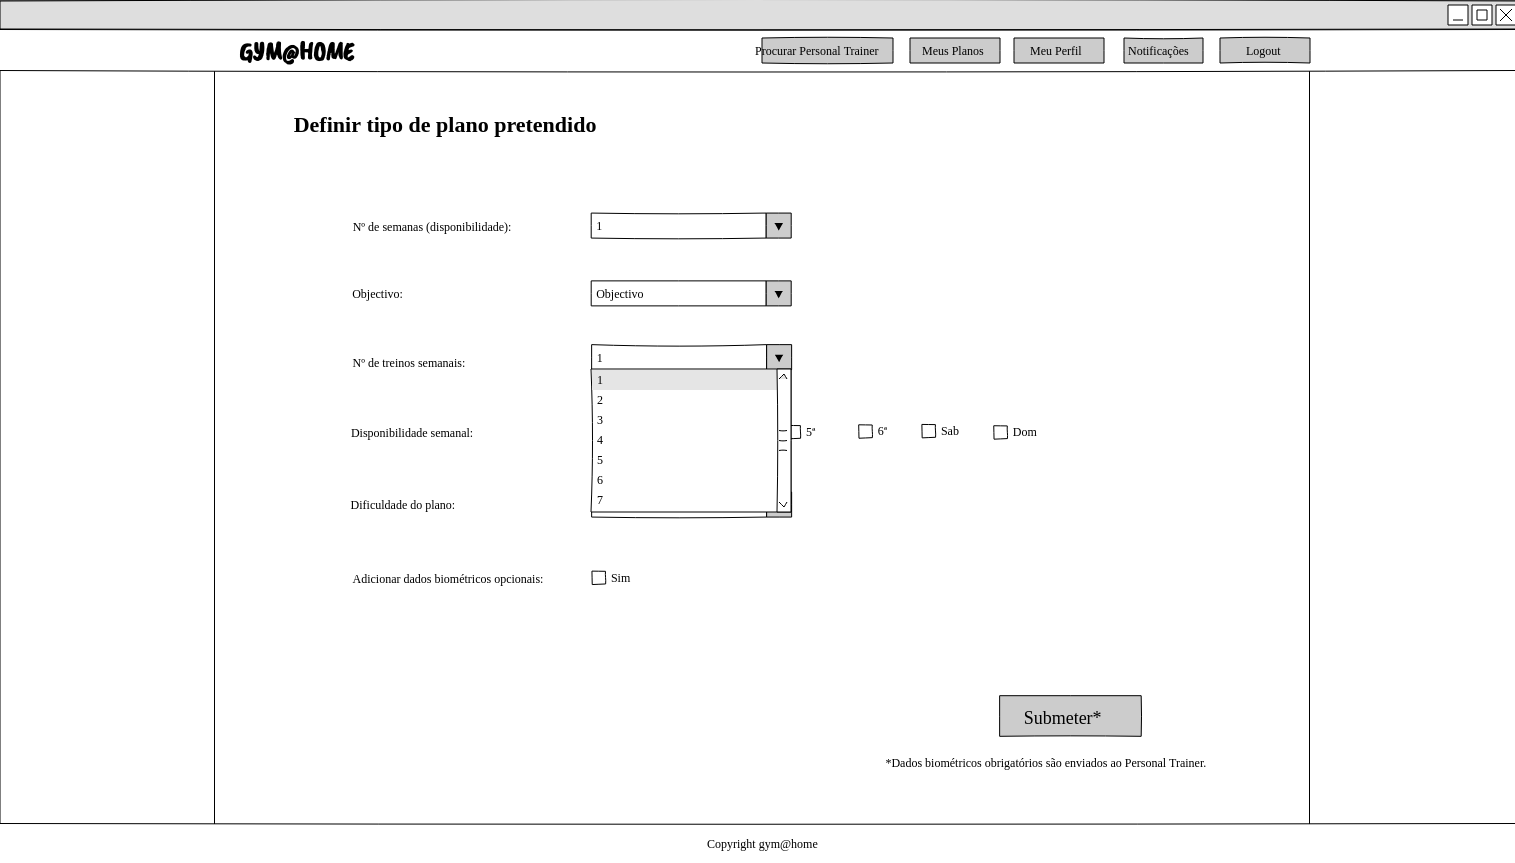 GYM@HOME
Procurar Personal Trainer
Meus Planos
Meu Perfil
Notificações
Logout
Definir tipo de plano pretendido
Nº de semanas (disponibilidade):
1
Objectivo:
Objectivo
Nº de treinos semanais:
1
1
2
3
4
5
6
7
Disponibilidade semanal:
5ª
6ª
Sab
Dom
Dificuldade do plano:
Adicionar dados biométricos opcionais:
Sim
Submeter*
*Dados biométricos obrigatórios são enviados ao Personal Trainer.
Copyright gym@home